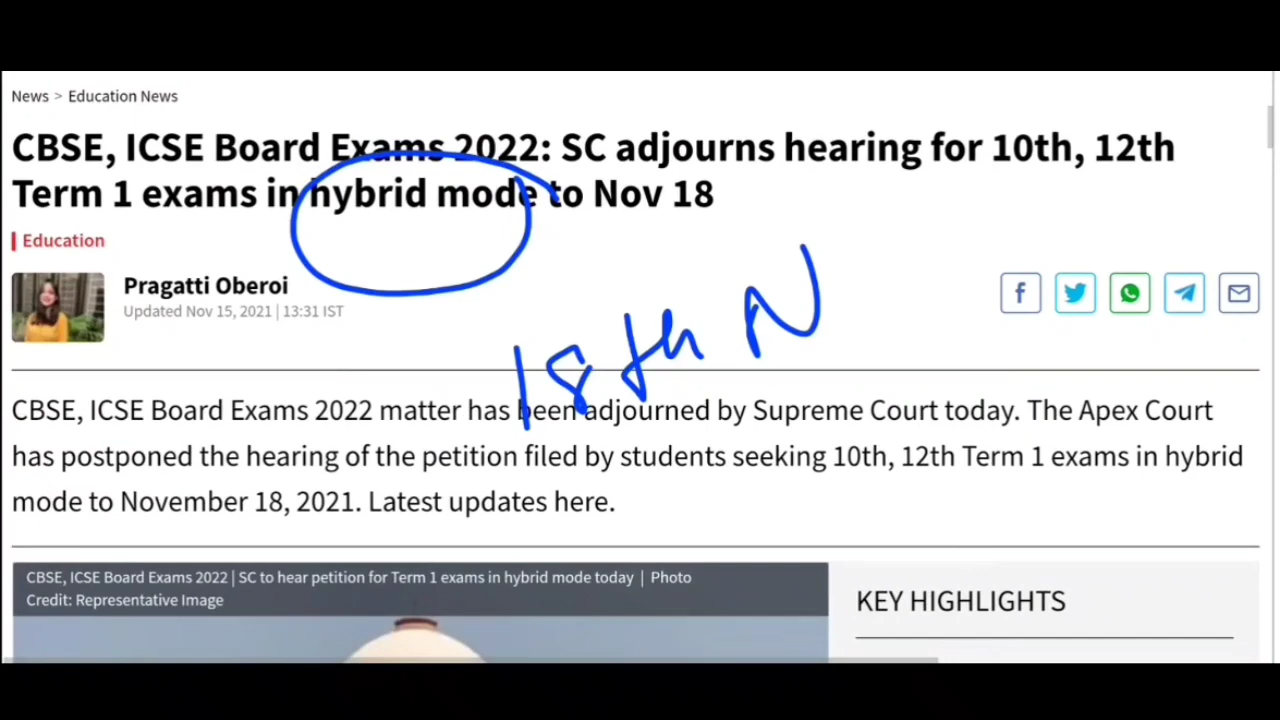 News > Education News
CBSE, ICSE Board Exams 2022: SC adjourns hearing for 10th, 12th
Term 1 exams in hybrid mode to Nov 18
Education
Pragatti Oberoi
Updated Nov 15, 2021 | 13:31 IST
18th N
CBSE, ICSE Board Exams 2022 matter has been adjourned by Supreme Court today. The Apex Court
has postponed the hearing of the petition filed by students seeking 10th, 12th Term 1 exams in hybrid
mode to November 18, 2021. Latest updates here.
CBSE, ICSE Board Exams 2022 | SC to hear petition for Term 1 exams in hybrid mode today | Photo
Credit: Representative Image
KEY HIGHLIGHTS